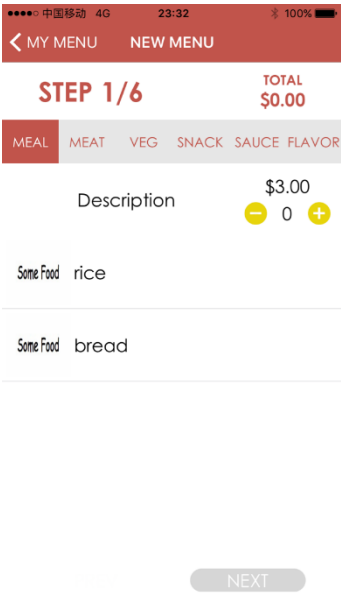 中国移动 4G 23:32 100%
MY MENU NEW MENU
STEP 1/6
TOTAL
$0.00
MEAL MEAT VEG SNACK SAUCE FLAVOR
Description
$3.00
0
Some Food rice
Some Food bread
NEXT